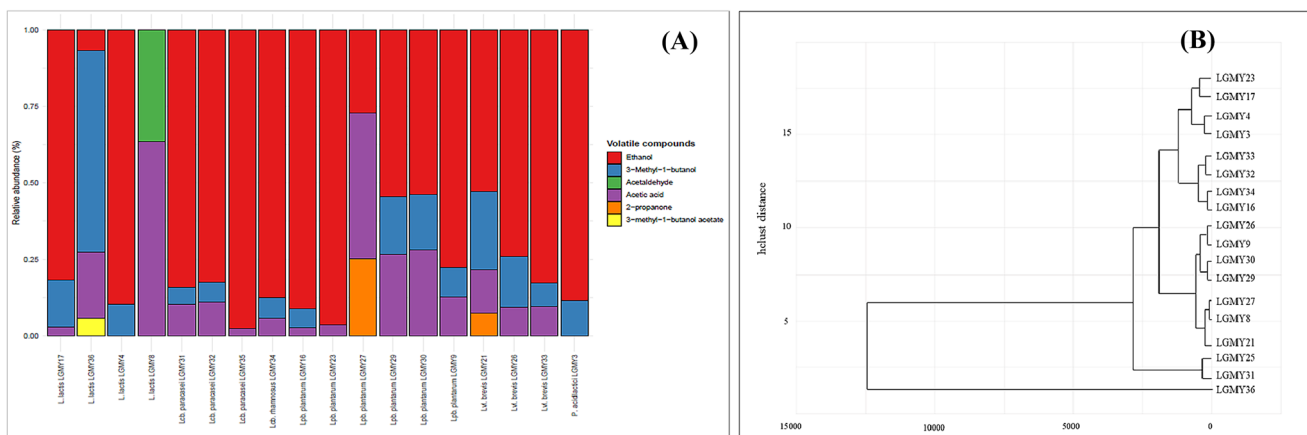 (A)
1.00
0.75
0.50
0.25
0.00
Relative abundance (%)
Volatile compounds
Ethanol
3-Methyl-1-butanol
Acetaldehyde
Acetic acid
2-propanone
3-methyl-1-butanol acetate
L. lactis LGMY17
L. lactis LGMY36
L. lactis LGMY4
L. lactis LGMY8
Lcb. paracasei LGMY31
Lcb. paracasei LGMY32
Lcb. paracasei LGMY35
Lcb. rhamnosus LGMY34
Lpb. plantarum LGMY16
Lpb. plantarum LGMY23
Lpb. plantarum LGMY27
Lpb. plantarum LGMY29
Lpb. plantarum LGMY30
Lpb. plantarum LGMY9
Lvl. brevis LGMY21
Lvl. brevis LGMY26
Lvl. brevis LGMY33
P. acidilactici LGMY3
(B)
hclust distance
15
10
5
LGMY23
LGMY17
LGMY4
LGMY3
LGMY33
LGMY32
LGMY34
LGMY16
LGMY26
LGMY9
LGMY30
LGMY29
LGMY27
LGMY8
LGMY21
LGMY25
LGMY31
LGMY36
15000
10000
5000
0